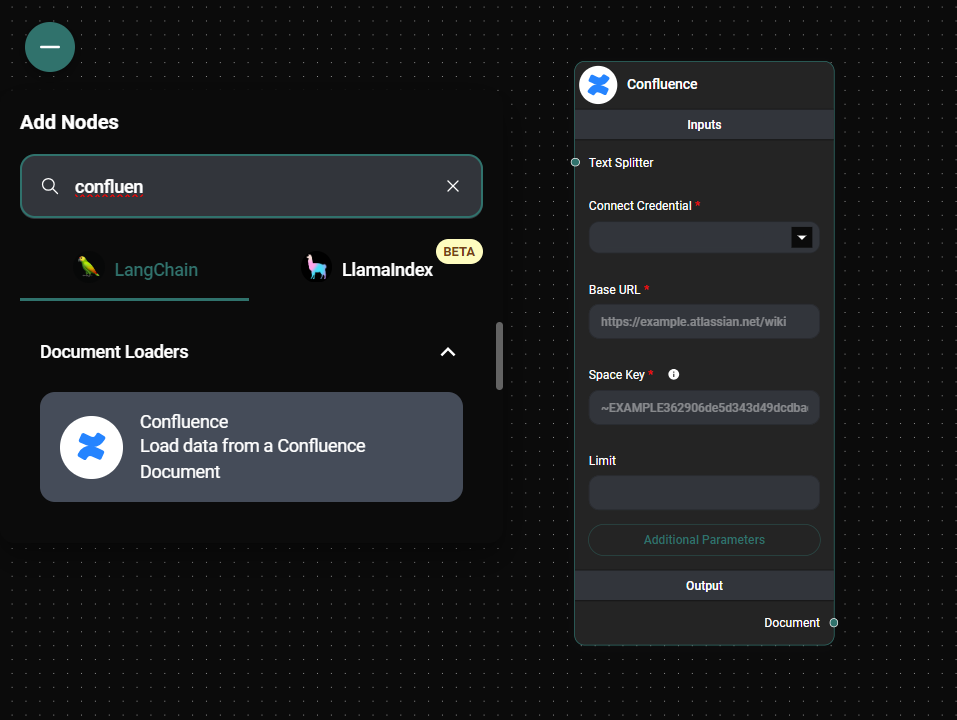 Add Nodes
confluen
LangChain
LlamaIndex
BETA
Document Loaders
Confluence
Load data from a Confluence
Document
Confluence
Inputs
Text Splitter
Connect Credential *
Base URL *
https://example.atlassian.net/wiki
Space Key *
~EXAMPLE362906de5d343d49dcdba
Limit
Additional Parameters
Output
Document